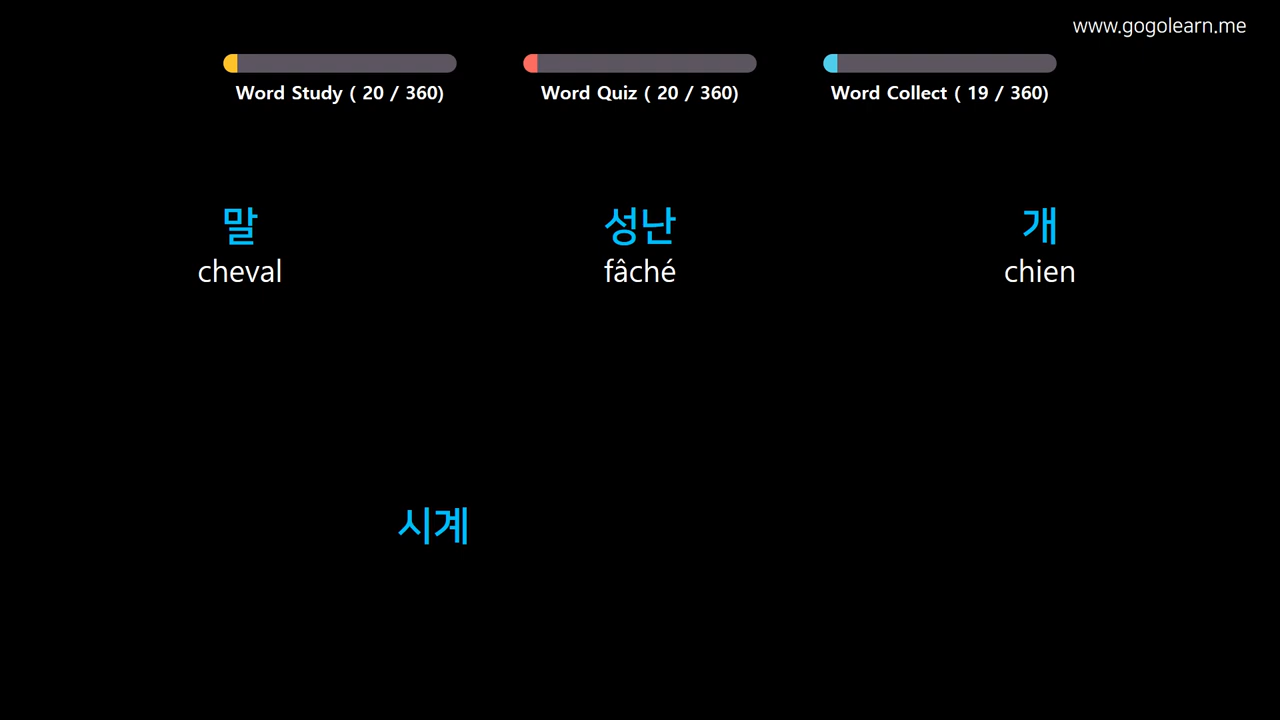 www.gogolearn.me
Word Study ( 20 / 360)
Word Quiz ( 20 / 360)
Word Collect ( 19 / 360)
말
cheval
성난
fâché
개
chien
시계